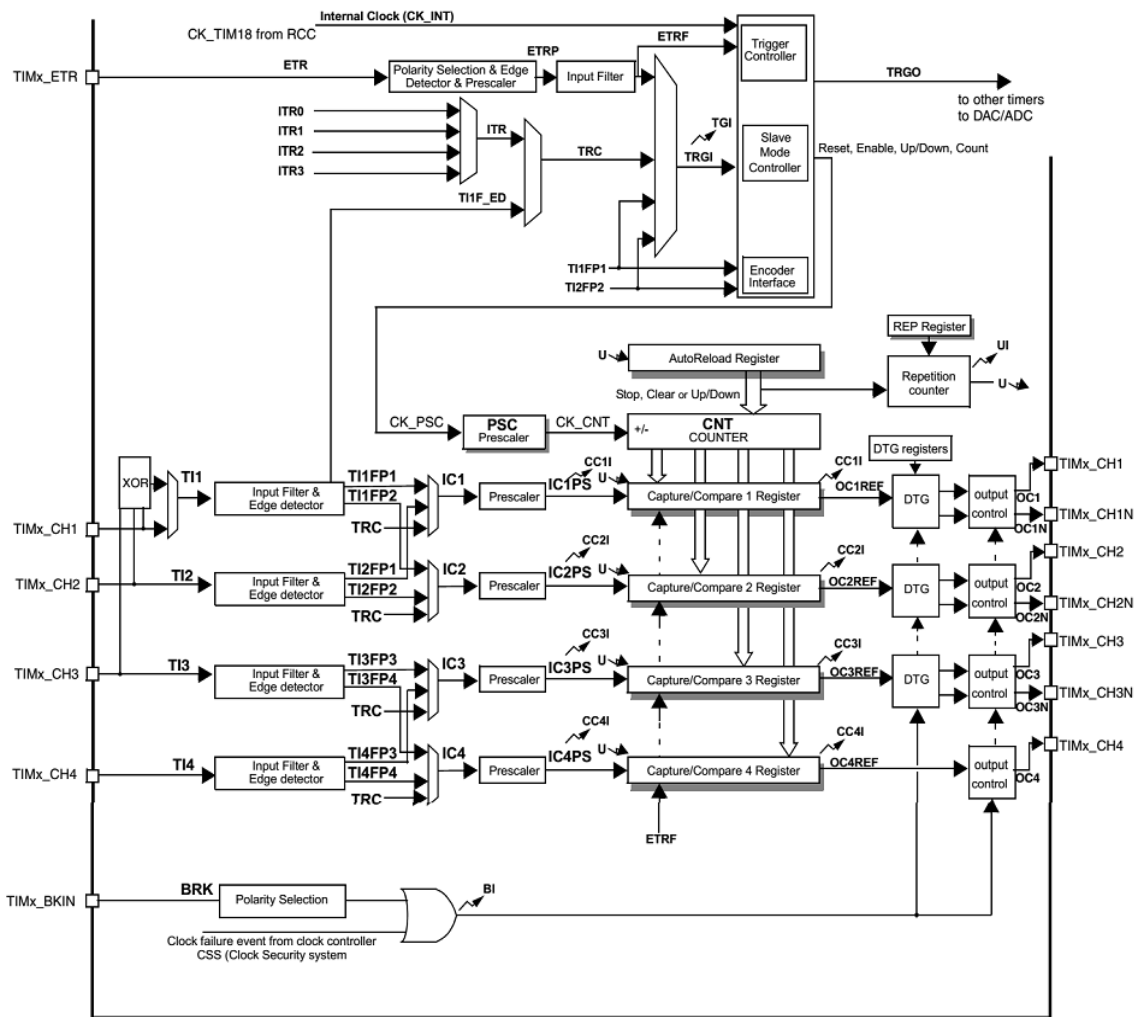 Internal Clock (CK_INT)
CK_TIM18 from RCC
TIMx_ETR
ETR
Polarity Selection & Edge
Detector & Prescaler
ETRP
Input Filter
ETRF
Trigger
Controller
TRGO
to other timers
to DAC/ADC
ITR0
ITR1
ITR2
ITR3
ITR
TRC
TI1F_ED
TGI
TRGI
Slave
Mode
Controller
Reset, Enable, Up/Down, Count
TI1FP1
TI2FP2
Encoder
Interface
REP Register
U
AutoReload Register
UI
Repetition
counter
U
Stop, Clear or Up/Down
CK_PSC
PSC
Prescaler
CK_CNT
+/-
CNT
COUNTER
DTG registers
XOR
TI1
Input Filter &
Edge detector
TI1FP1
TI1FP2
TRC
IC1
Prescaler
IC1PS
CC1I
U
Capture/Compare 1 Register
CC1I
OC1REF
DTG
output
control
OC1
OC1N
TIMx_CH1
TIMx_CH1N
TIMx_CH1
TIMx_CH2
TI2
Input Filter &
Edge detector
TI2FP1
TI2FP2
TRC
IC2
Prescaler
IC2PS
CC2I
U
Capture/Compare 2 Register
CC2I
OC2REF
DTG
output
control
OC2
OC2N
TIMx_CH2
TIMx_CH2N
TIMx_CH3
TI3
Input Filter &
Edge detector
TI3FP3
TI3FP4
TRC
IC3
Prescaler
IC3PS
CC3I
U
Capture/Compare 3 Register
CC3I
OC3REF
DTG
output
control
OC3
OC3N
TIMx_CH3
TIMx_CH3N
TIMx_CH4
TI4
Input Filter &
Edge detector
TI4FP3
TI4FP4
TRC
IC4
Prescaler
IC4PS
CC4I
U
Capture/Compare 4 Register
CC4I
OC4REF
output
control
OC4
TIMx_CH4
ETRF
TIMx_BKIN
BRK
Polarity Selection
BI
Clock failure event from clock controller
CSS (Clock Security system